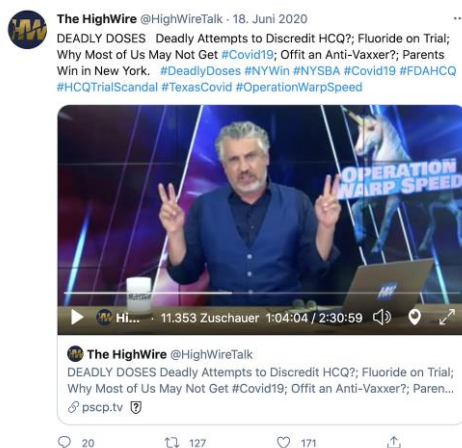 The HighWire @HighWireTalk · 18. Juni 2020
DEADLY DOSES Deadly Attempts to Discredit HCQ?; Fluoride on Trial;
Why Most of Us May Not Get #Covid19; Offit an Anti-Vaxxer?; Parents
Win in New York. #DeadlyDoses #NYWin #NYSBA #Covid19 #FDAHCQ
#HCQTrialScandal #TexasCovid #OperationWarpSpeed
OPERATION
WARP SPEED
Hi... · 11.353 Zuschauer 1:04:04 / 2:30:59
The HighWire @HighWireTalk
DEADLY DOSES Deadly Attempts to Discredit HCQ?; Fluoride on Trial;
Why Most of Us May Not Get #Covid19; Offit an Anti-Vaxxer?; Paren...
pscp.tv
20 127 171